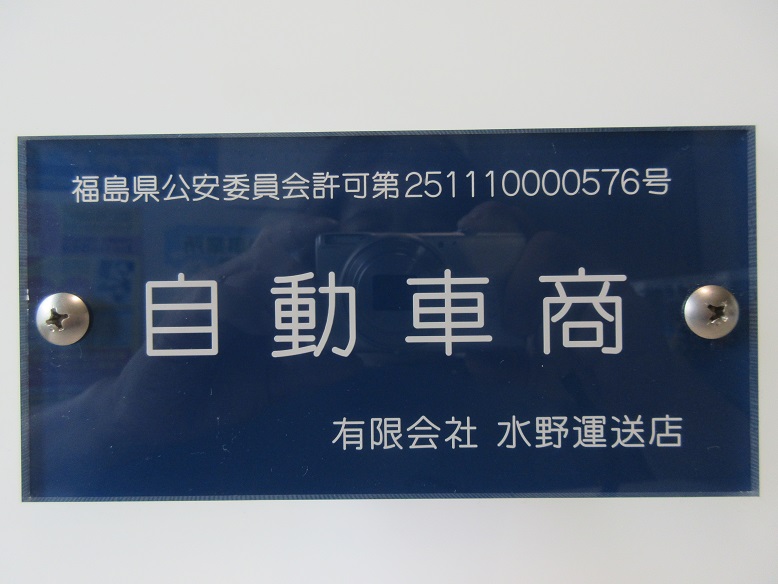 福島県公安委員会許可第251110000576号
自動車商
有限会社 水野運送店